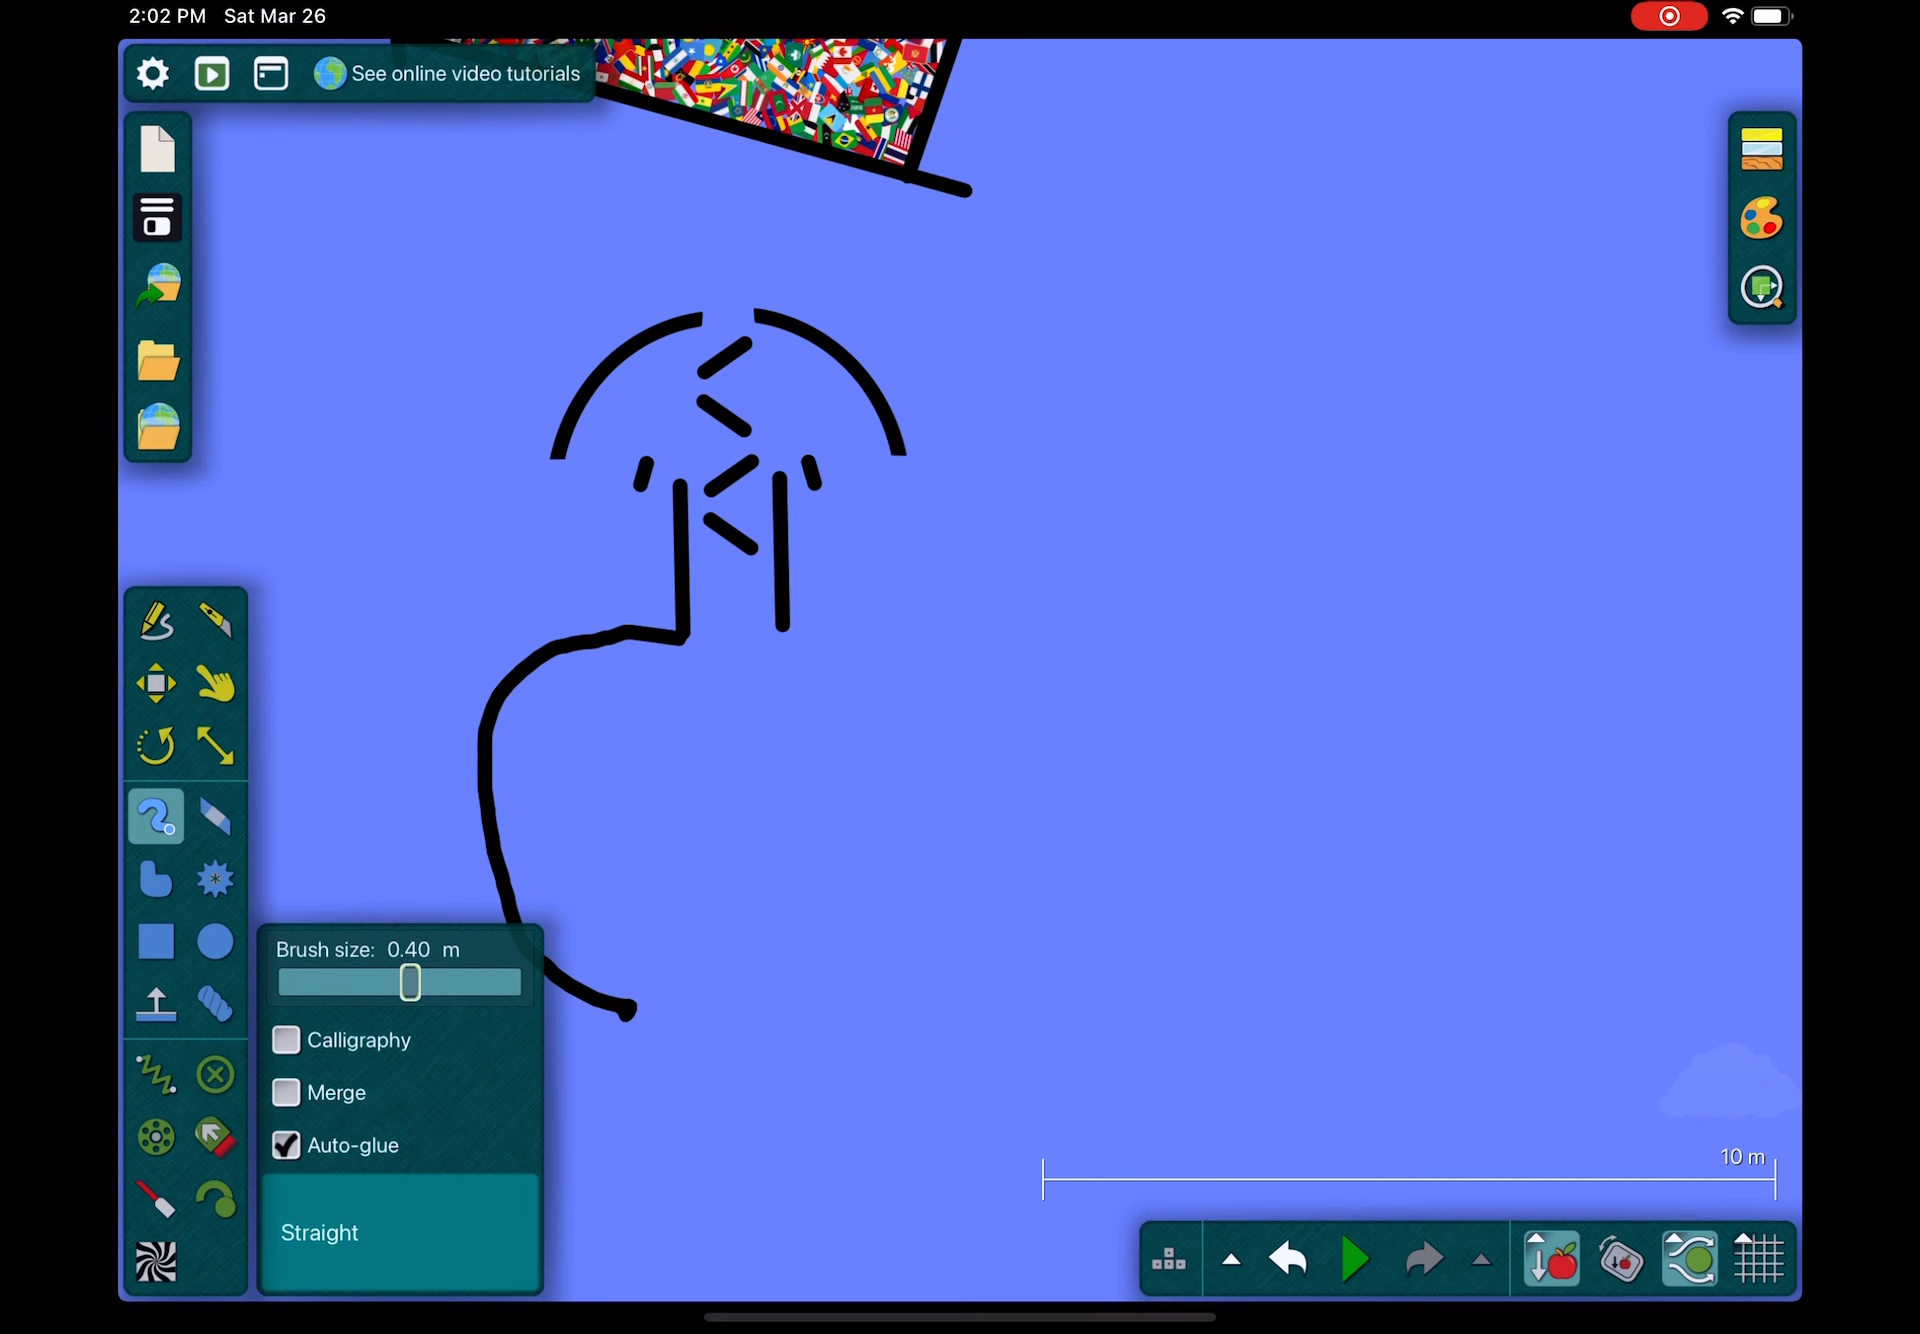 2:02 PM Sat Mar 26
See online video tutorials
Brush size: 0.40 m
Calligraphy
Merge
Auto-glue
Straight
10 m